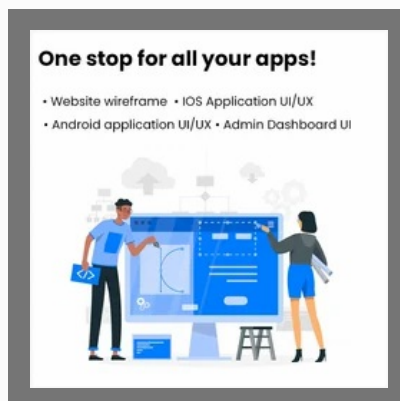 One stop for all your apps!
• Website wireframe • IOS Application UI/UX
• Android application UI/UX • Admin Dashboard UI
</>